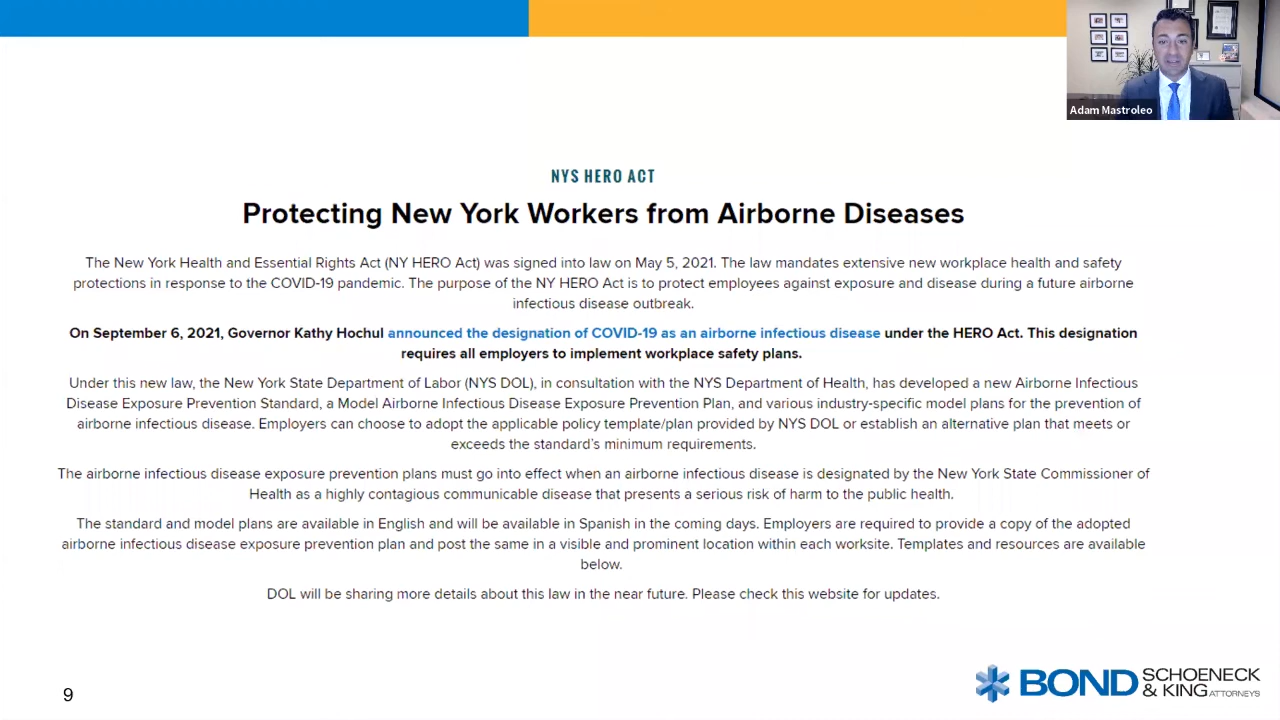 Adam Mastroleo
NYS HERO ACT
Protecting New York Workers from Airborne Diseases
The New York Health and Essential Rights Act (NY HERO Act) was signed into law on May 5, 2021. The law mandates extensive new workplace health and safety
protections in response to the COVID-19 pandemic. The purpose of the NY HERO Act is to protect employees against exposure and disease during a future airborne
infectious disease outbreak.
On September 6, 2021, Governor Kathy Hochul announced the designation of COVID-19 as an airborne infectious disease under the HERO Act. This designation
requires all employers to implement workplace safety plans.
Under this new law, the New York State Department of Labor (NYS DOL), in consultation with the NYS Department of Health, has developed a new Airborne Infectious
Disease Exposure Prevention Standard, a Model Airborne Infectious Disease Exposure Prevention Plan, and various industry-specific model plans for the prevention of
airborne infectious disease. Employers can choose to adopt the applicable policy template/plan provided by NYS DOL or establish an alternative plan that meets or
exceeds the standard's minimum requirements.
The airborne infectious disease exposure prevention plans must go into effect when an airborne infectious disease is designated by the New York State Commissioner of
Health as a highly contagious communicable disease that presents a serious risk of harm to the public health.
The standard and model plans are available in English and will be available in Spanish in the coming days. Employers are required to provide a copy of the adopted
airborne infectious disease exposure prevention plan and post the same in a visible and prominent location within each worksite. Templates and resources are available
below.
DOL will be sharing more details about this law in the near future. Please check this website for updates.
9
BOND SCHOENECK
& KING ATTORNEYS